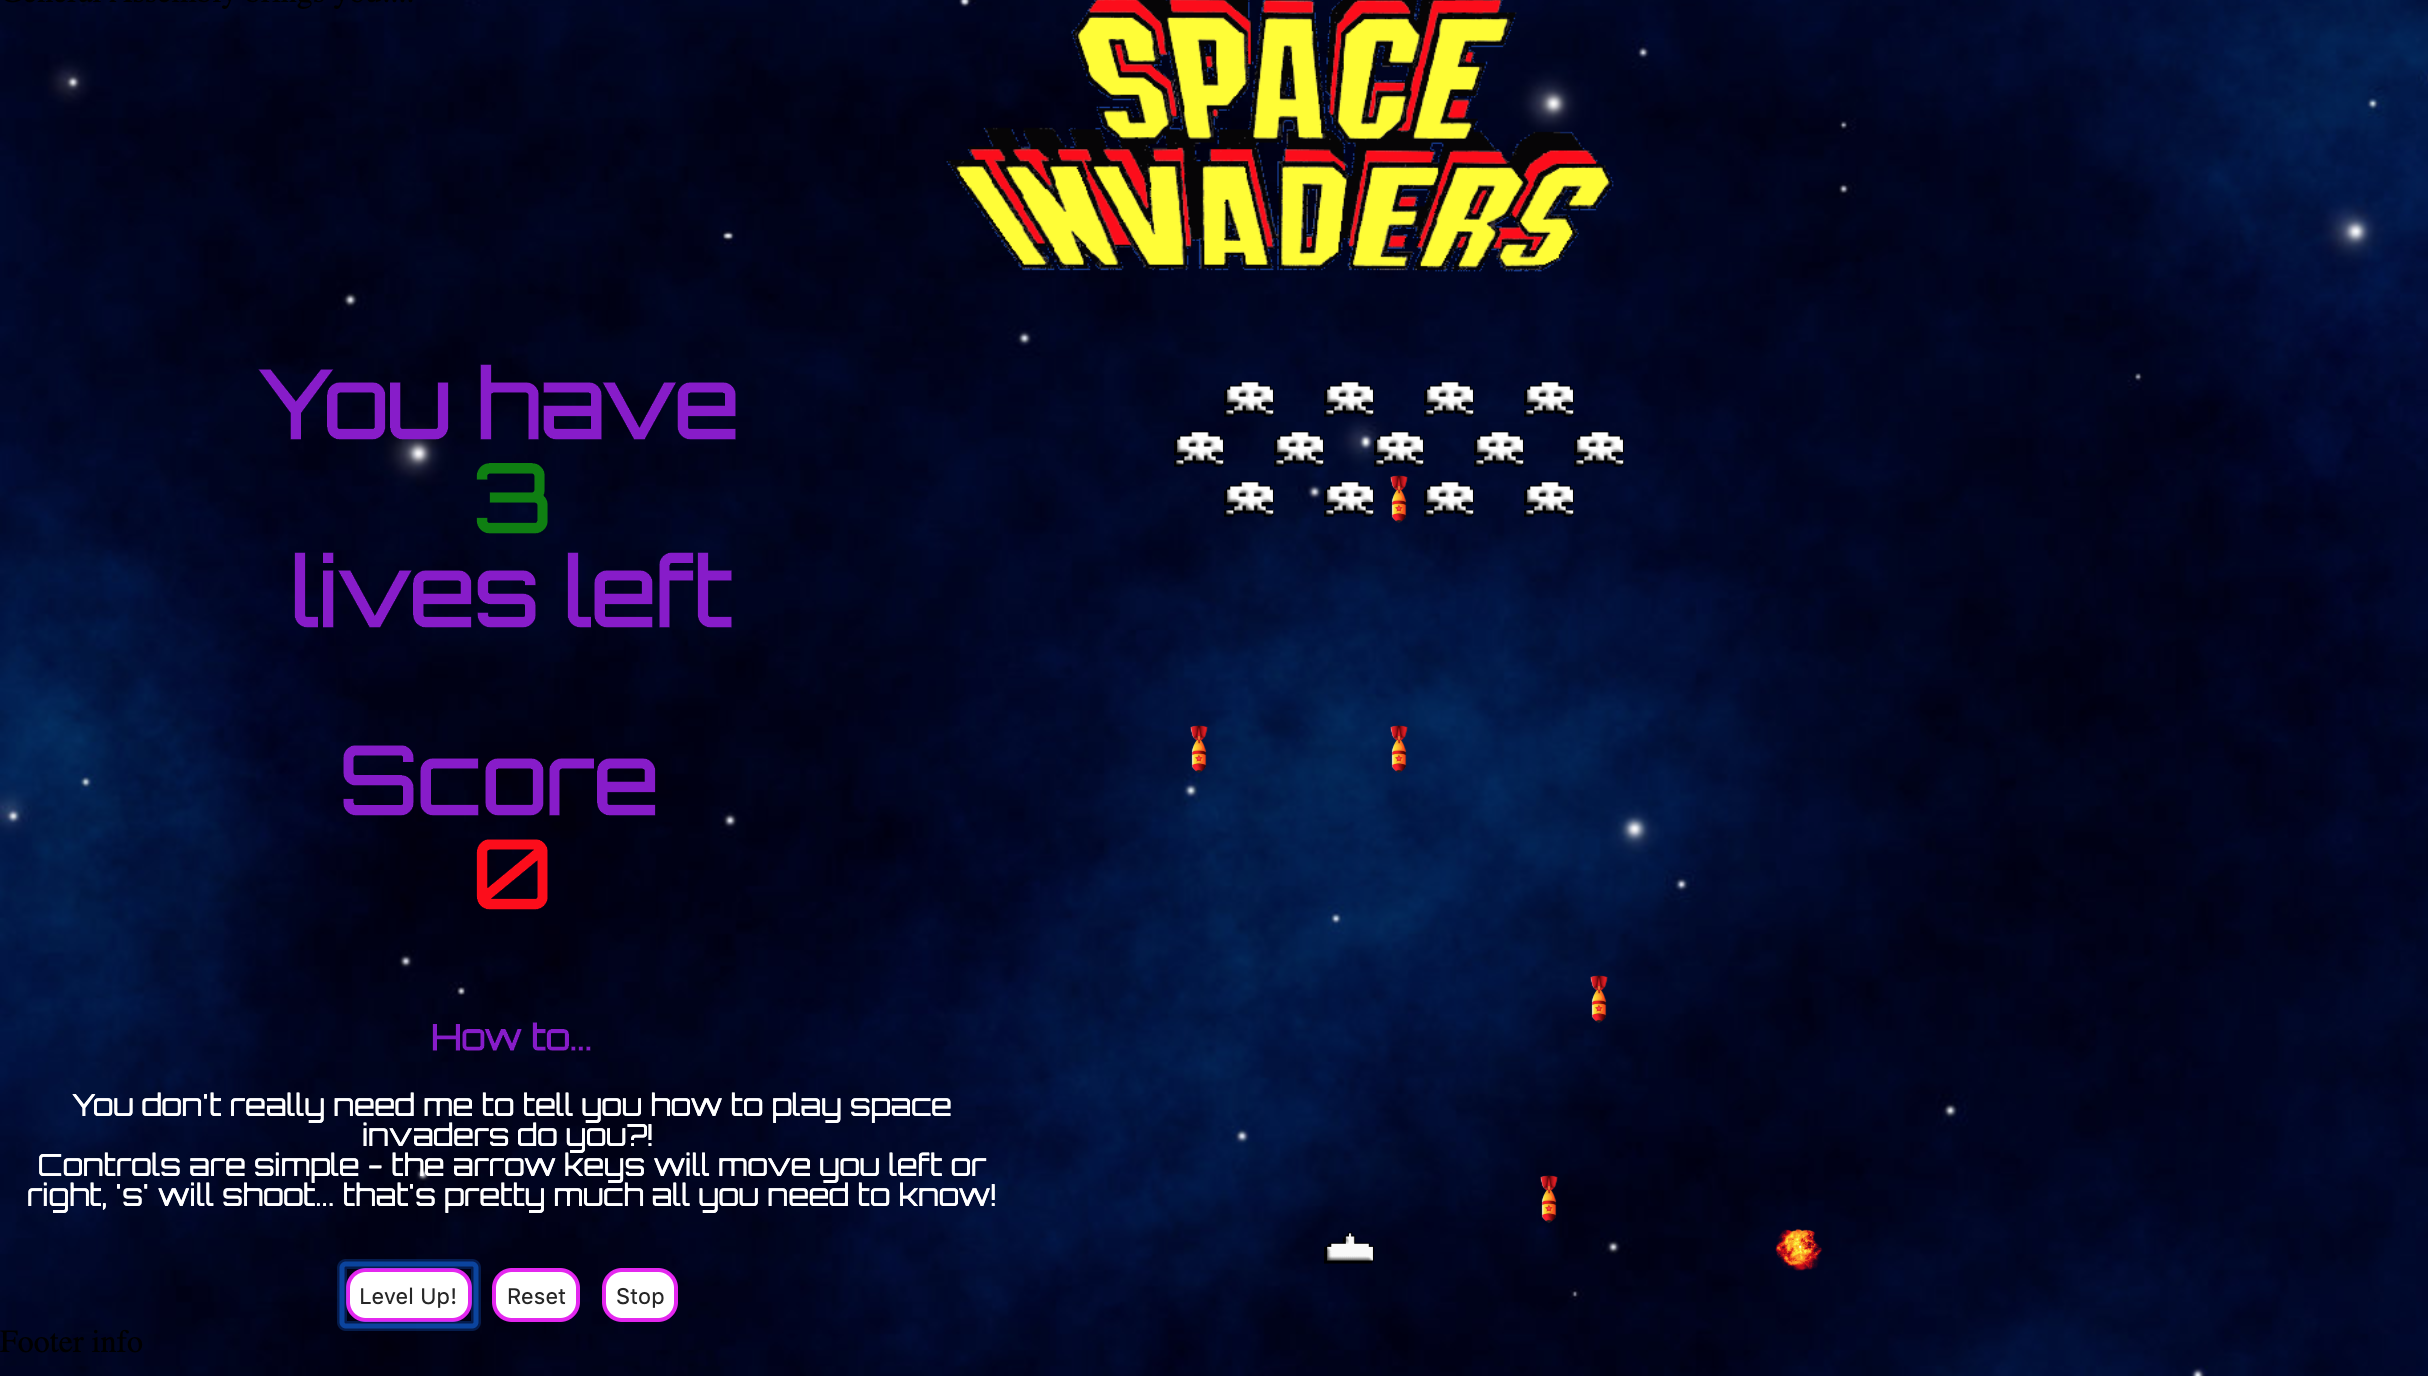 SPACE
INVADERS
You have
3
lives left
Score
0
How to...
You don't really need me to tell you how to play space
invaders do you?!
Controls are simple - the arrow keys will move you left or
right, 's' will shoot... that's pretty much all you need to know!
Level Up!
Reset
Stop
Footer info